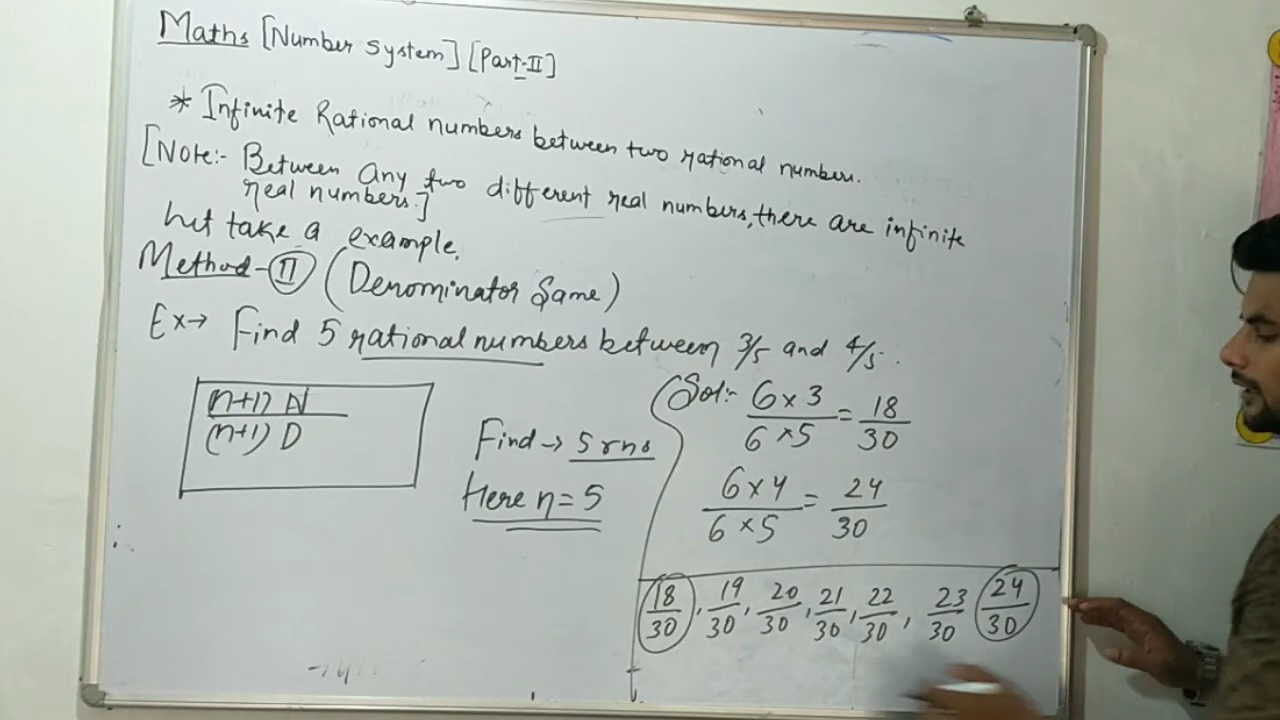 Maths [Number System] [Part-II]
* Infinite Rational numbers between two rational numbers.
[Note:- Between Any two different real numbers, there are infinite
real numbers.]
Let take a example.
Method-II (Denominator Same)
Ex→ Find 5 rational numbers between 3/5 and 4/5.
(n+1) N
(n+1) D
Find→ 5 rns
Here n=5
Sol:- 6×3/6×5 = 18/30
6×4/6×5 = 24/30
18/30, 19/30, 20/30, 21/30, 22/30, 23/30 24/30